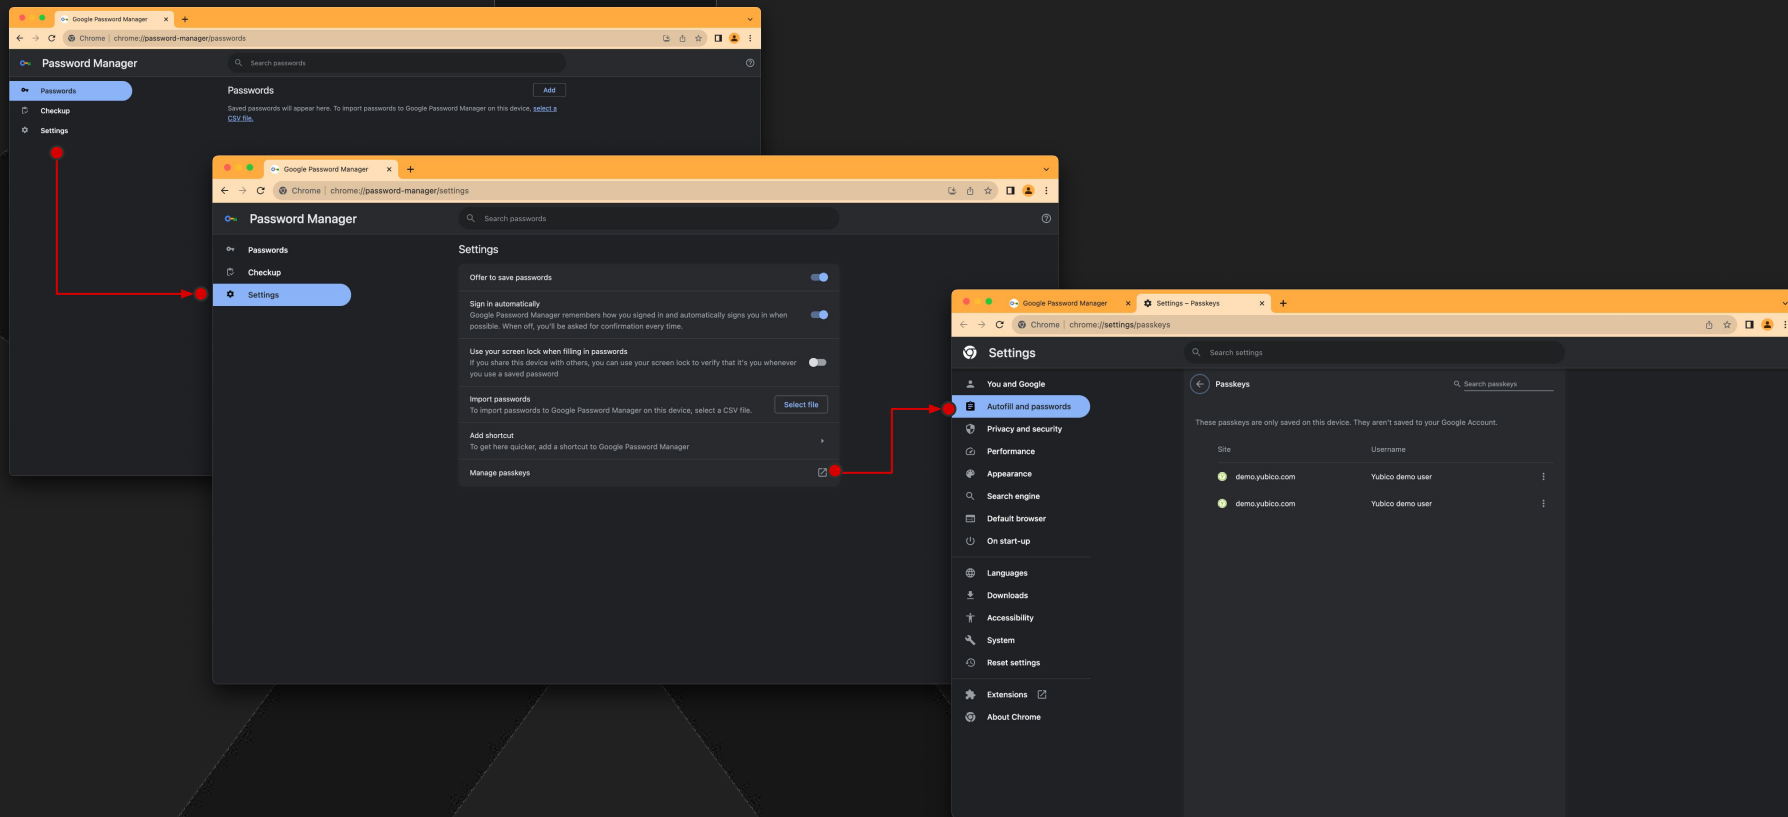 Google Password Manager
Chrome | chrome://password-manager/passwords
Password Manager
Search passwords
Passwords
Checkup
Settings
Passwords
Add
Saved passwords will appear here. To import passwords to Google Password Manager on this device, select a
CSV file.
Google Password Manager
Chrome | chrome://password-manager/settings
Password Manager
Search passwords
Passwords
Checkup
Settings
Settings
Offer to save passwords
Sign in automatically
Google Password Manager remembers how you signed in and automatically signs you in when
possible. When off, you'll be asked for confirmation every time.
Use your screen lock when filling in passwords
If you share this device with others, you can use your screen lock to verify that it's you whenever
you use a saved password
Import passwords
To import passwords to Google Password Manager on this device, select a CSV file.
Select file
Add shortcut
To get here quicker, add a shortcut to Google Password Manager
Manage passkeys
Google Password Manager
Settings – Passkeys
Chrome | chrome://settings/passkeys
Settings
Search settings
You and Google
Autofill and passwords
Privacy and security
Performance
Appearance
Search engine
Default browser
On start-up
Languages
Downloads
Accessibility
System
Reset settings
Extensions
About Chrome
Passkeys
Search passkeys
These passkeys are only saved on this device. They aren't saved to your Google Account.
Site Username
demo.yubico.com Yubico demo user
demo.yubico.com Yubico demo user